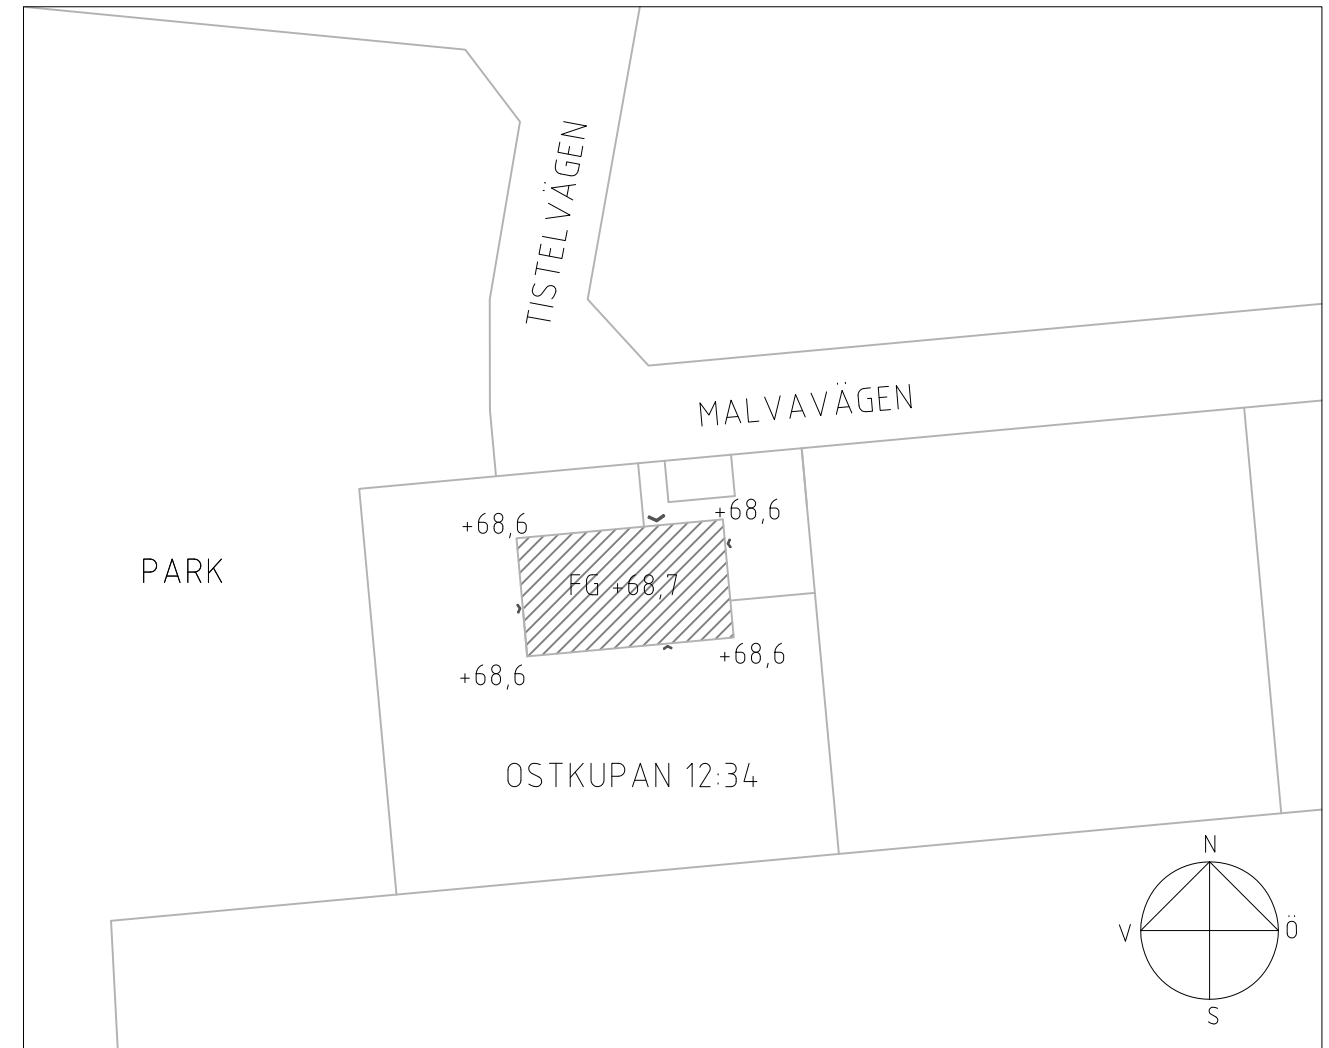 TISTELVÄGEN
MALVAVÄGEN
+68,6
+68,6
PARK
FG +68,7
+68,6
+68,6
OSTKUPAN 12:34
N
V
Ö
S